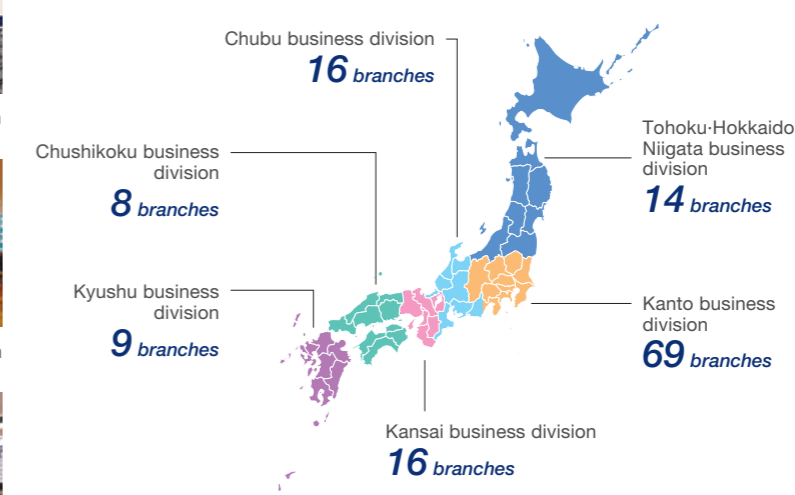 Chubu business division
16 branches
Tohoku·Hokkaido
Niigata business
division
14 branches
Chushikoku business
division
8 branches
Kyushu business
division
9 branches
Kanto business
division
69 branches
Kansai business division
16 branches